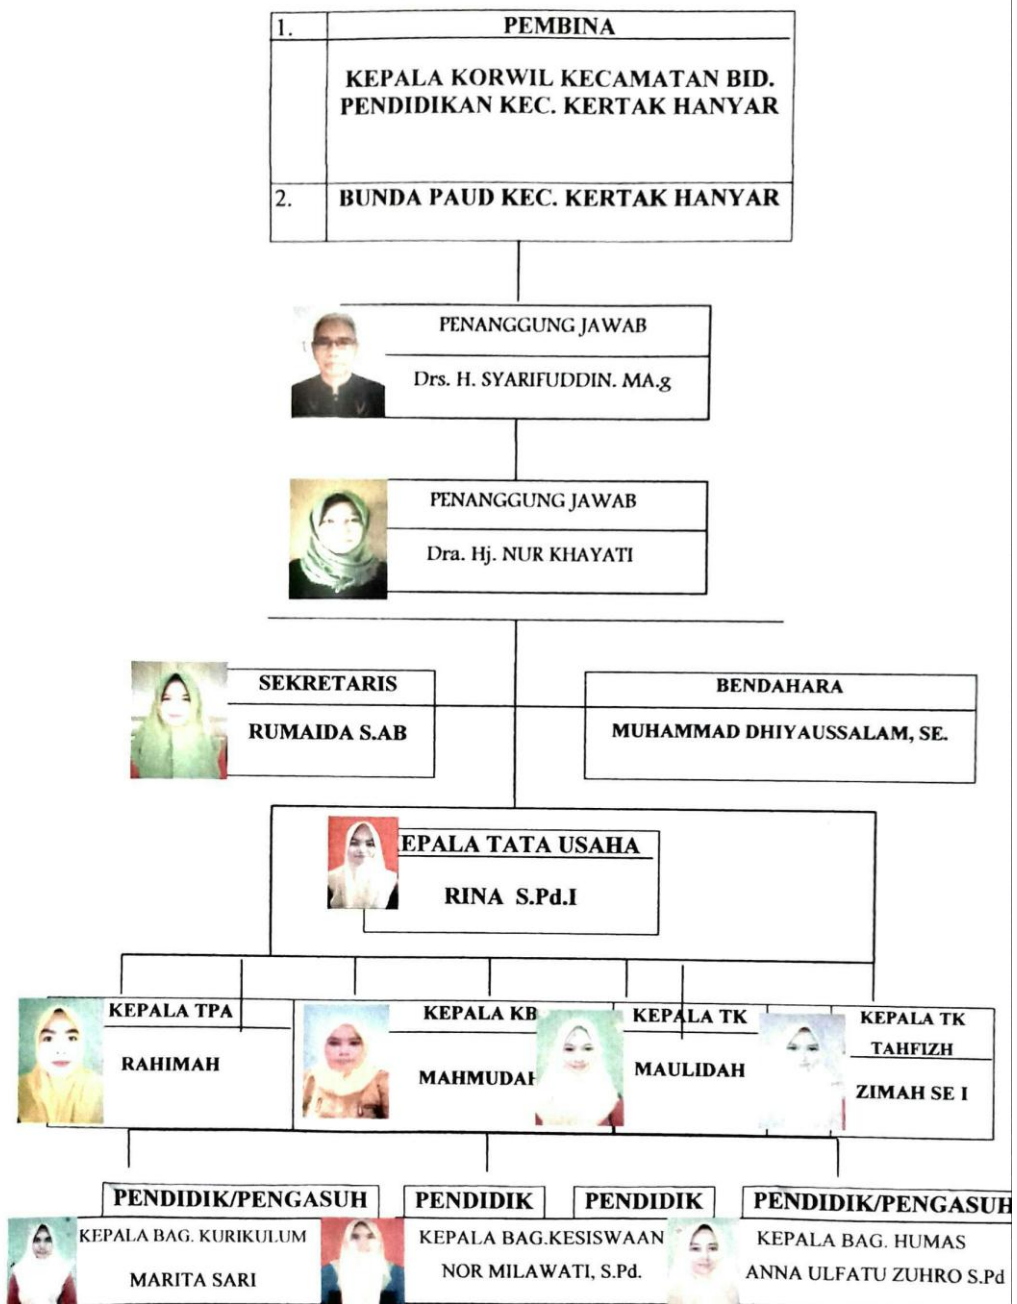 1. PEMBINA
KEPALA KORWIL KECAMATAN BID.
PENDIDIKAN KEC. KERTAK HANYAR
2. BUNDA PAUD KEC. KERTAK HANYAR
PENANGGUNG JAWAB
Drs. H. SYARIFUDDIN. MA.g
PENANGGUNG JAWAB
Dra. Hj. NUR KHAYATI
SEKRETARIS
RUMAIDA S.AB
BENDAHARA
MUHAMMAD DHIYAUSSALAM, SE.
EPALA TATA USAHA
RINA S.Pd.I
KEPALA TPA
RAHIMAH
KEPALA KB
MAHMUDAH
KEPALA TK
MAULIDAH
KEPALA TK
TAHFIZH
ZIMAH SE I
PENDIDIK/PENGASUH
KEPALA BAG. KURIKULUM
MARITA SARI
PENDIDIK PENDIDIK
KEPALA BAG.KESISWAAN
NOR MILAWATI, S.Pd.
PENDIDIK/PENGASUH
KEPALA BAG. HUMAS
ANNA ULFATU ZUHRO S.Pd